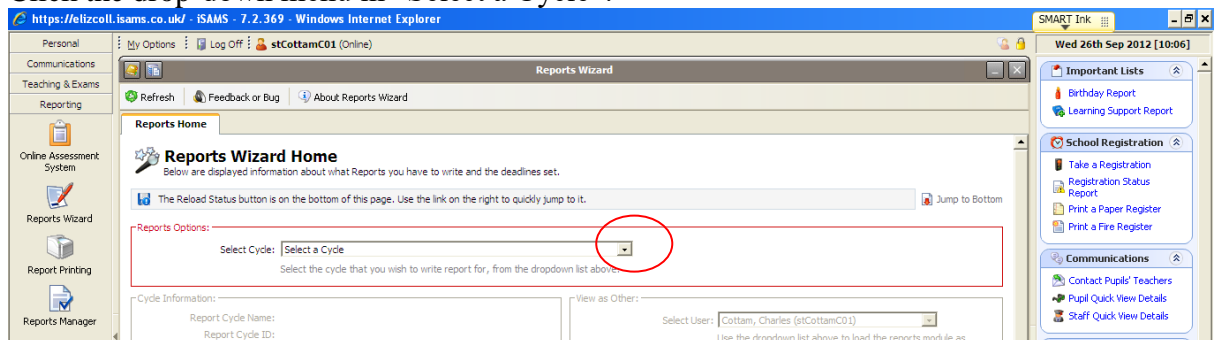 https://elizcoll.isams.co.uk/ - iSAMS - 7.2.369 - Windows Internet Explorer
SMART Ink
Personal
My Options
Log Off
stCottamC01 (Online)
Wed 26th Sep 2012 [10:06]
Communications
Teaching & Exams
Reporting
Online Assessment
System
Reports Wizard
Report Printing
Reports Manager
Reports Wizard
Refresh
Feedback or Bug
About Reports Wizard
Reports Home
Reports Wizard Home
Below are displayed information about what Reports you have to write and the deadlines set.
The Reload Status button is on the bottom of this page. Use the link on the right to quickly jump to it.
Jump to Bottom
Reports Options:
Select Cycle: Select a Cycle
Select the cycle that you wish to write report for, from the dropdown list above.
Cycle Information:
Report Cycle Name:
Report Cycle ID:
View as Other:
Select User: Cottam, Charles (stCottamC01)
Use the dropdown list above to load the reports module as
Important Lists
Birthday Report
Learning Support Report
School Registration
Take a Registration
Registration Status
Report
Print a Paper Register
Print a Fire Register
Communications
Contact Pupils' Teachers
Pupil Quick View Details
Staff Quick View Details